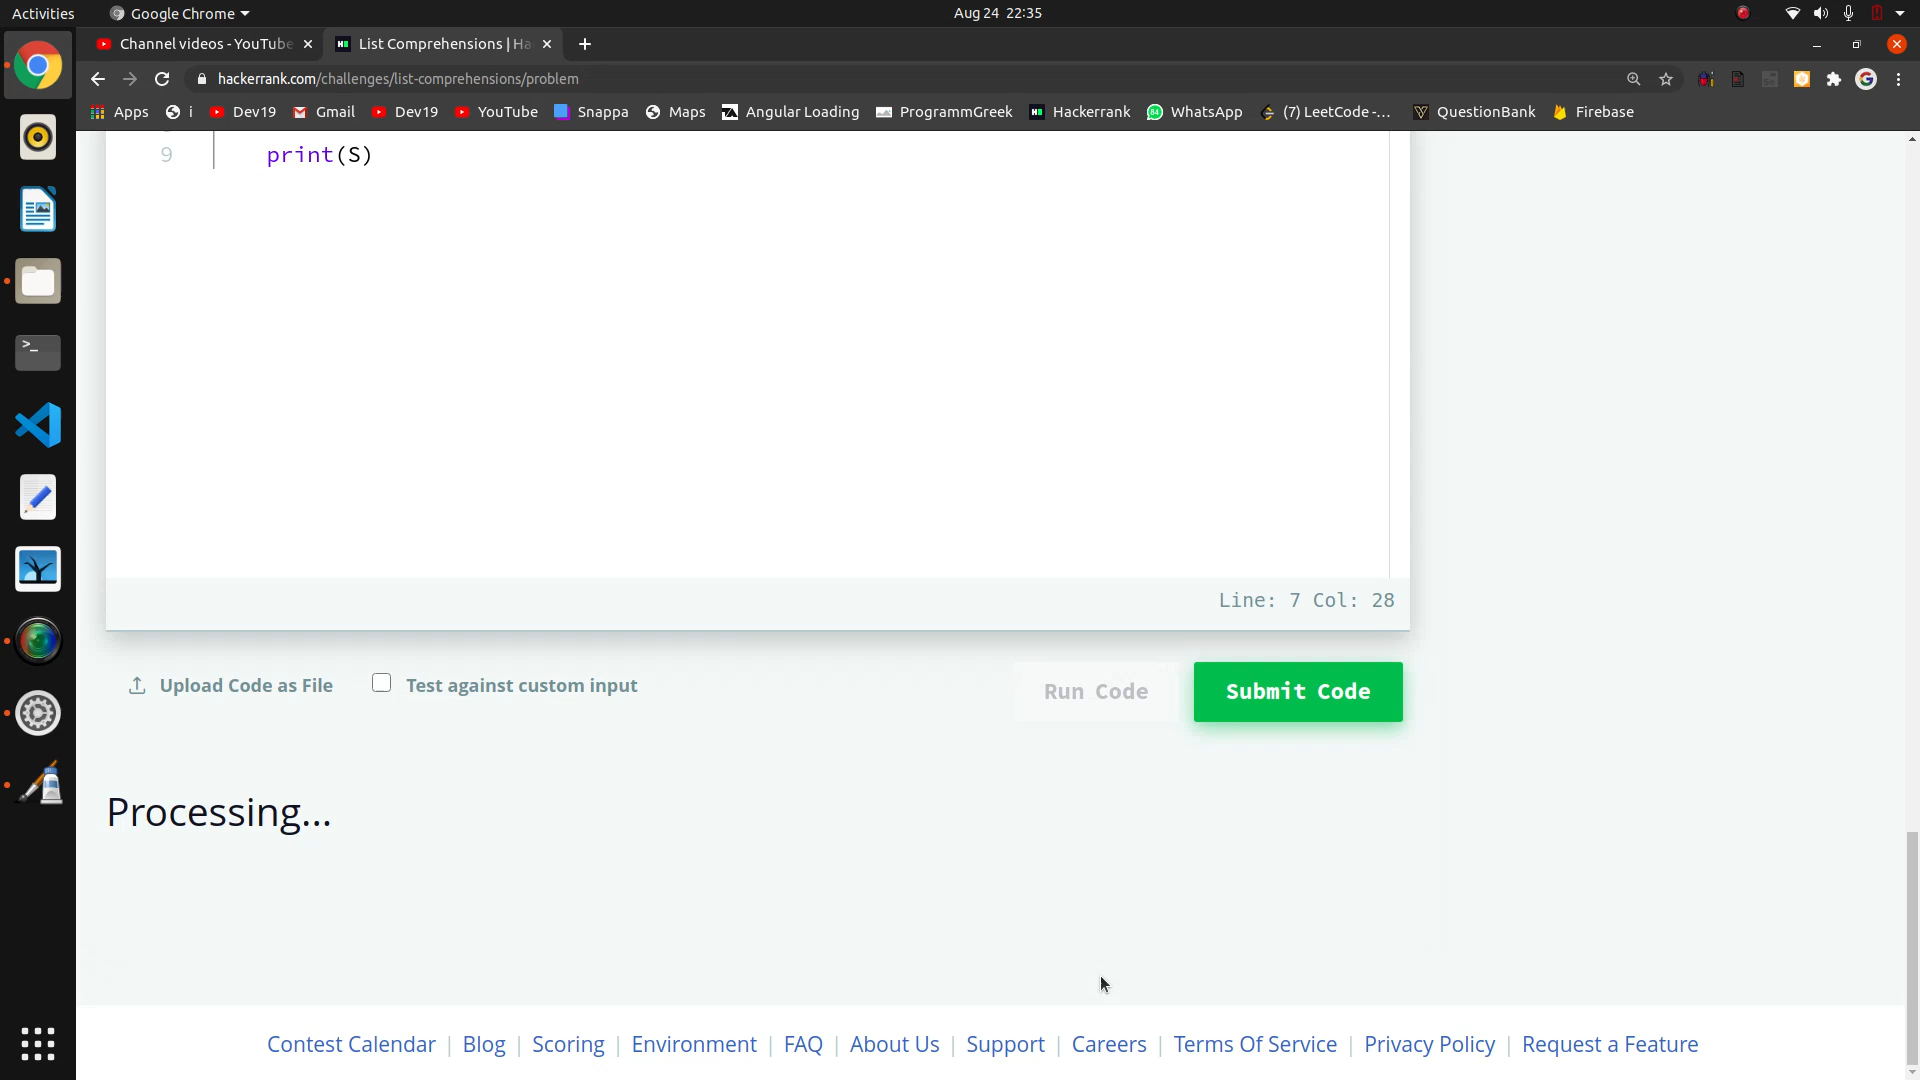 Activities Google Chrome Aug 24 22:35
Channel videos - YouTube List Comprehensions | Ha
hackerrank.com/challenges/list-comprehensions/problem
Apps i Dev19 Gmail Dev19 YouTube Snappa Maps Angular Loading ProgrammGreek Hackerrank WhatsApp (7) LeetCode -... QuestionBank Firebase
9 print(S)
Line: 7 Col: 28
Upload Code as File Test against custom input Run Code Submit Code
Processing...
Contest Calendar | Blog | Scoring | Environment | FAQ | About Us | Support | Careers | Terms Of Service | Privacy Policy | Request a Feature